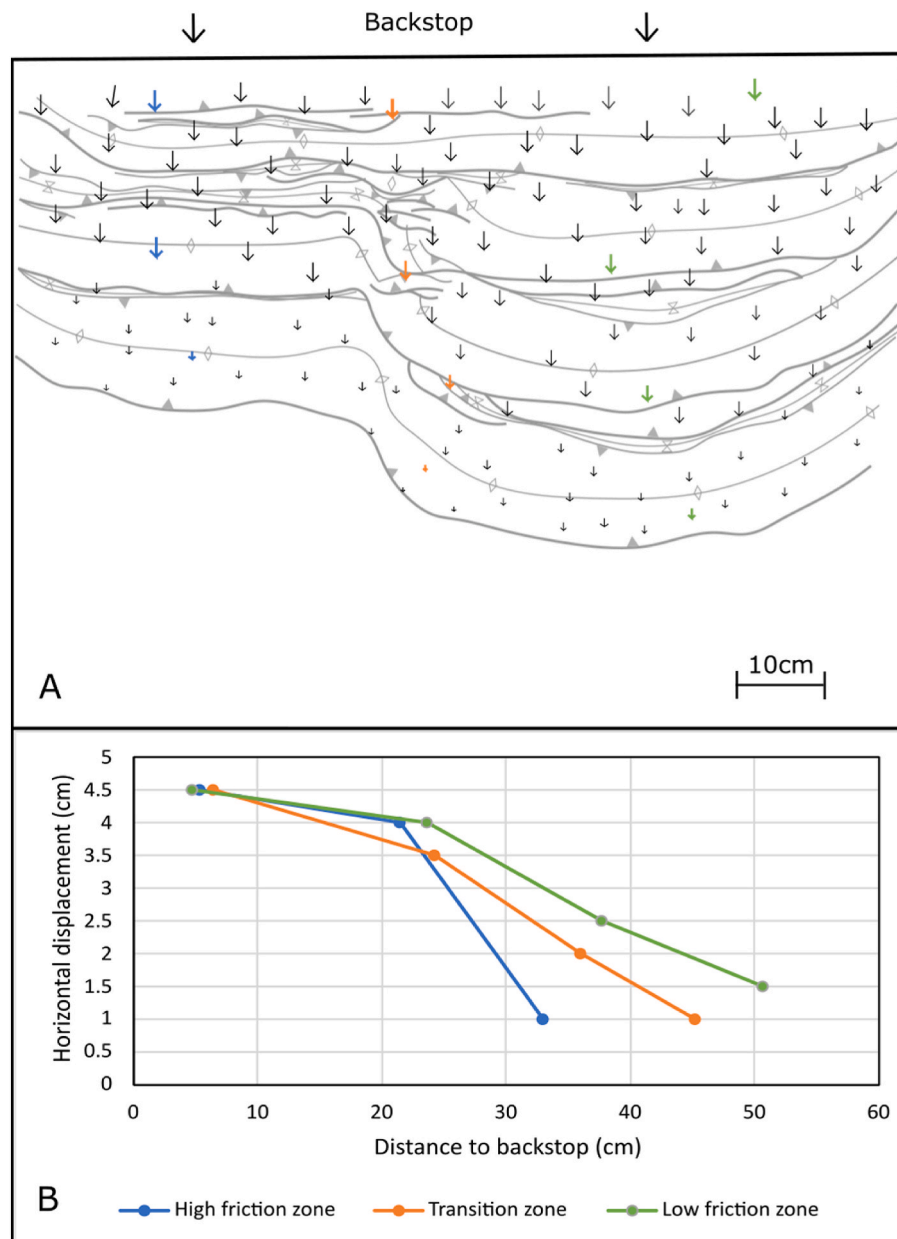 Backstop
A
10cm
5
4.5
4
3.5
3
2.5
2
1.5
1
0.5
0
0 10 20 30 40 50 60
Horizontal displacement (cm)
Distance to backstop (cm)
B
High friction zone Transition zone Low friction zone